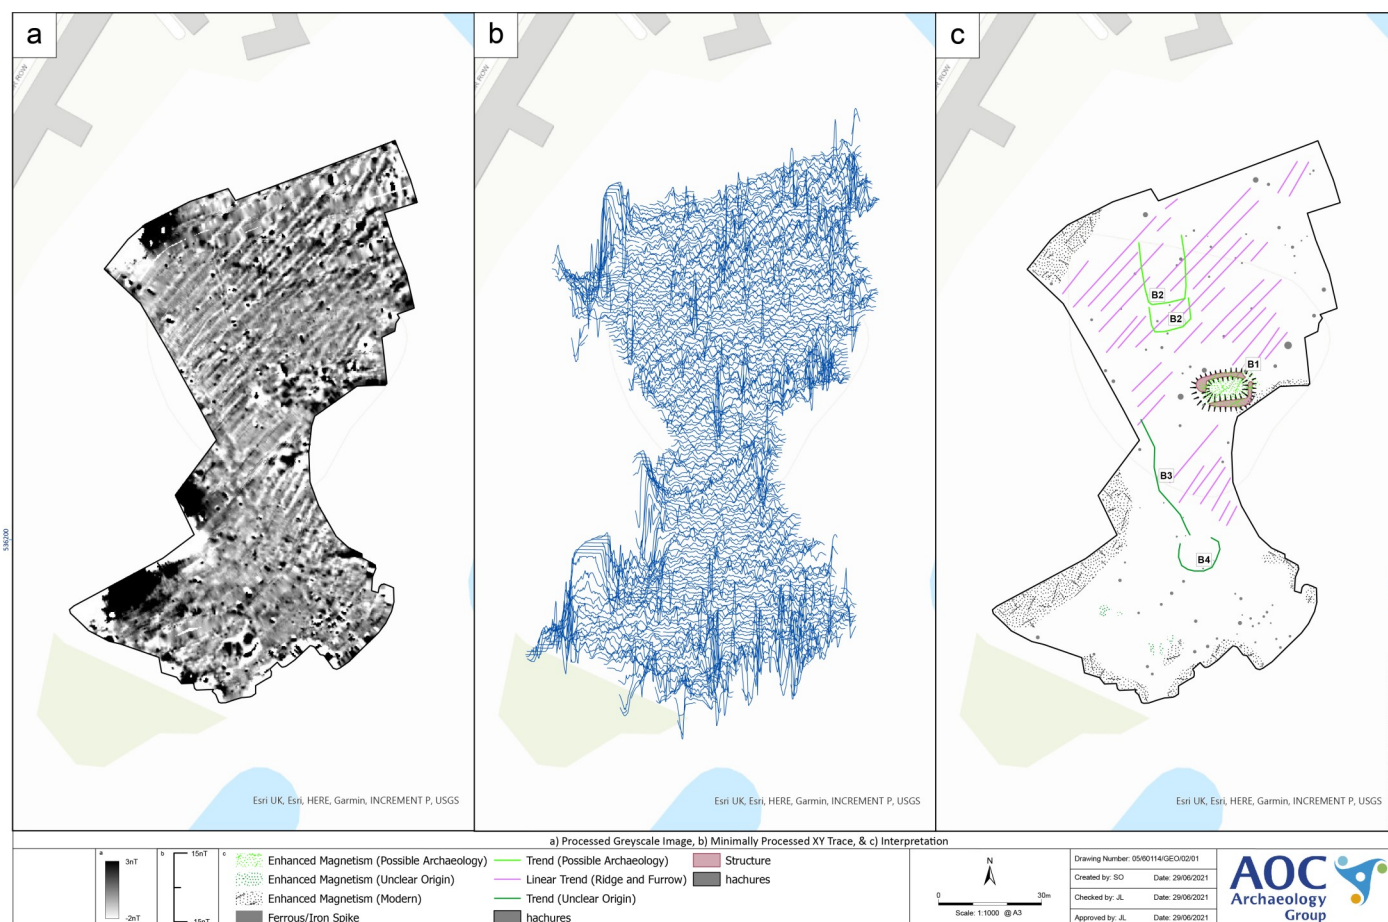 a
b
c
ROW
ROW
ROW
536200
B2
B2
B1
B3
B4
Esri UK, Esri, HERE, Garmin, INCREMENT P, USGS
Esri UK, Esri, HERE, Garmin, INCREMENT P, USGS
Esri UK, Esri, HERE, Garmin, INCREMENT P, USGS
a) Processed Greyscale Image, b) Minimally Processed XY Trace, & c) Interpretation
a
3nT
-2nT
b
15nT
-15nT
c
Enhanced Magnetism (Possible Archaeology)
Enhanced Magnetism (Unclear Origin)
Enhanced Magnetism (Modern)
Ferrous/Iron Spike
Trend (Possible Archaeology)
Linear Trend (Ridge and Furrow)
Trend (Unclear Origin)
hachures
Structure
hachures
N
0 30m
Scale: 1:1000 @ A3
Drawing Number: 05/60114/GEO/02/01
Created by: SO Date: 29/06/2021
Checked by: JL Date: 29/06/2021
Approved by: JL Date: 29/06/2021
AOC
Archaeology
Group